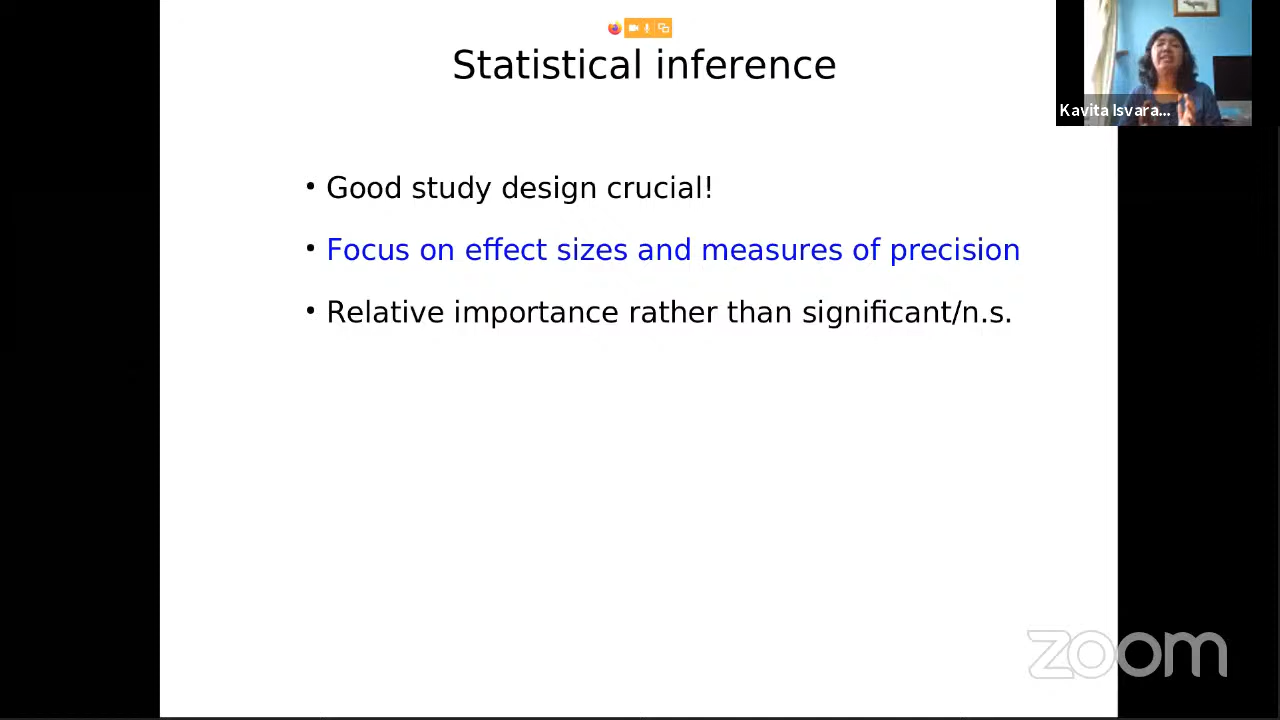 Statistical inference
Kavita Isvara...
• Good study design crucial!
• Focus on effect sizes and measures of precision
• Relative importance rather than significant/n.s.
zoom